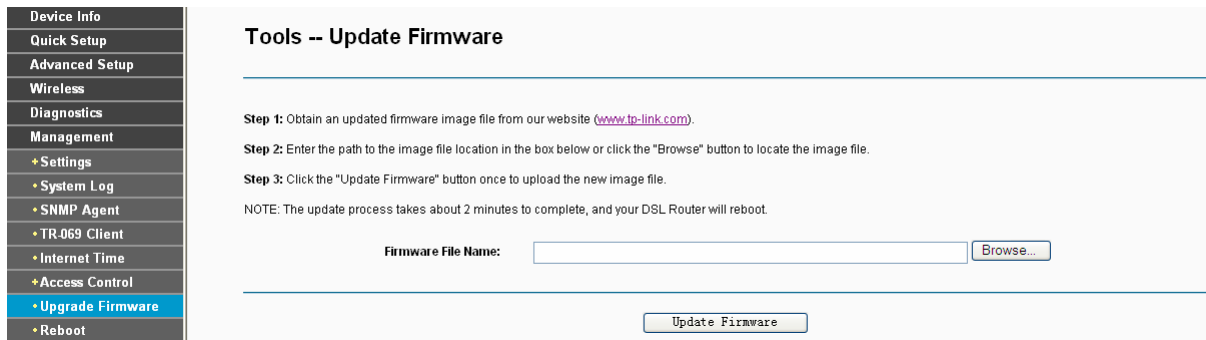 Device Info
Quick Setup
Advanced Setup
Wireless
Diagnostics
Management
+Settings
•System Log
•SNMP Agent
•TR-069 Client
•Internet Time
+Access Control
•Upgrade Firmware
•Reboot
Tools -- Update Firmware
Step 1: Obtain an updated firmware image file from our website (www.tp-link.com).
Step 2: Enter the path to the image file location in the box below or click the "Browse" button to locate the image file.
Step 3: Click the "Update Firmware" button once to upload the new image file.
NOTE: The update process takes about 2 minutes to complete, and your DSL Router will reboot.
Firmware File Name: Browse...
Update Firmware